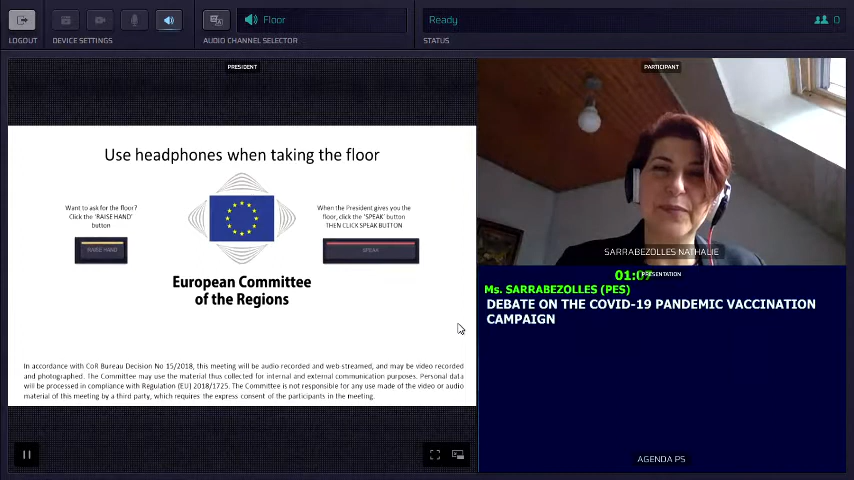 LOGOUT
DEVICE SETTINGS
Floor
AUDIO CHANNEL SELECTOR
Ready
0
STATUS
PRESIDENT
Use headphones when taking the floor
Want to ask for the floor?
Click the 'RAISE HAND'
button
RAISE HAND
When the President gives you the
floor, click the 'SPEAK' button
THEN CLICK SPEAK BUTTON
SPEAK
European Committee
of the Regions
In accordance with CoR Bureau Decision No 15/2018, this meeting will be audio recorded and web-streamed, and may be video recorded
and photographed. The Committee may use the material thus collected for internal and external communication purposes. Personal data
will be processed in compliance with Regulation (EU) 2018/1725. The Committee is not responsible for any use made of the video or audio
material of this meeting by a third party, which requires the express consent of the participants in the meeting.
PARTICIPANT
SARRABEZOLLES NATHALIE
PRESENTATION
Ms. SARRABEZOLLES (PES)
DEBATE ON THE COVID-19 PANDEMIC VACCINATION
CAMPAIGN
AGENDA PS